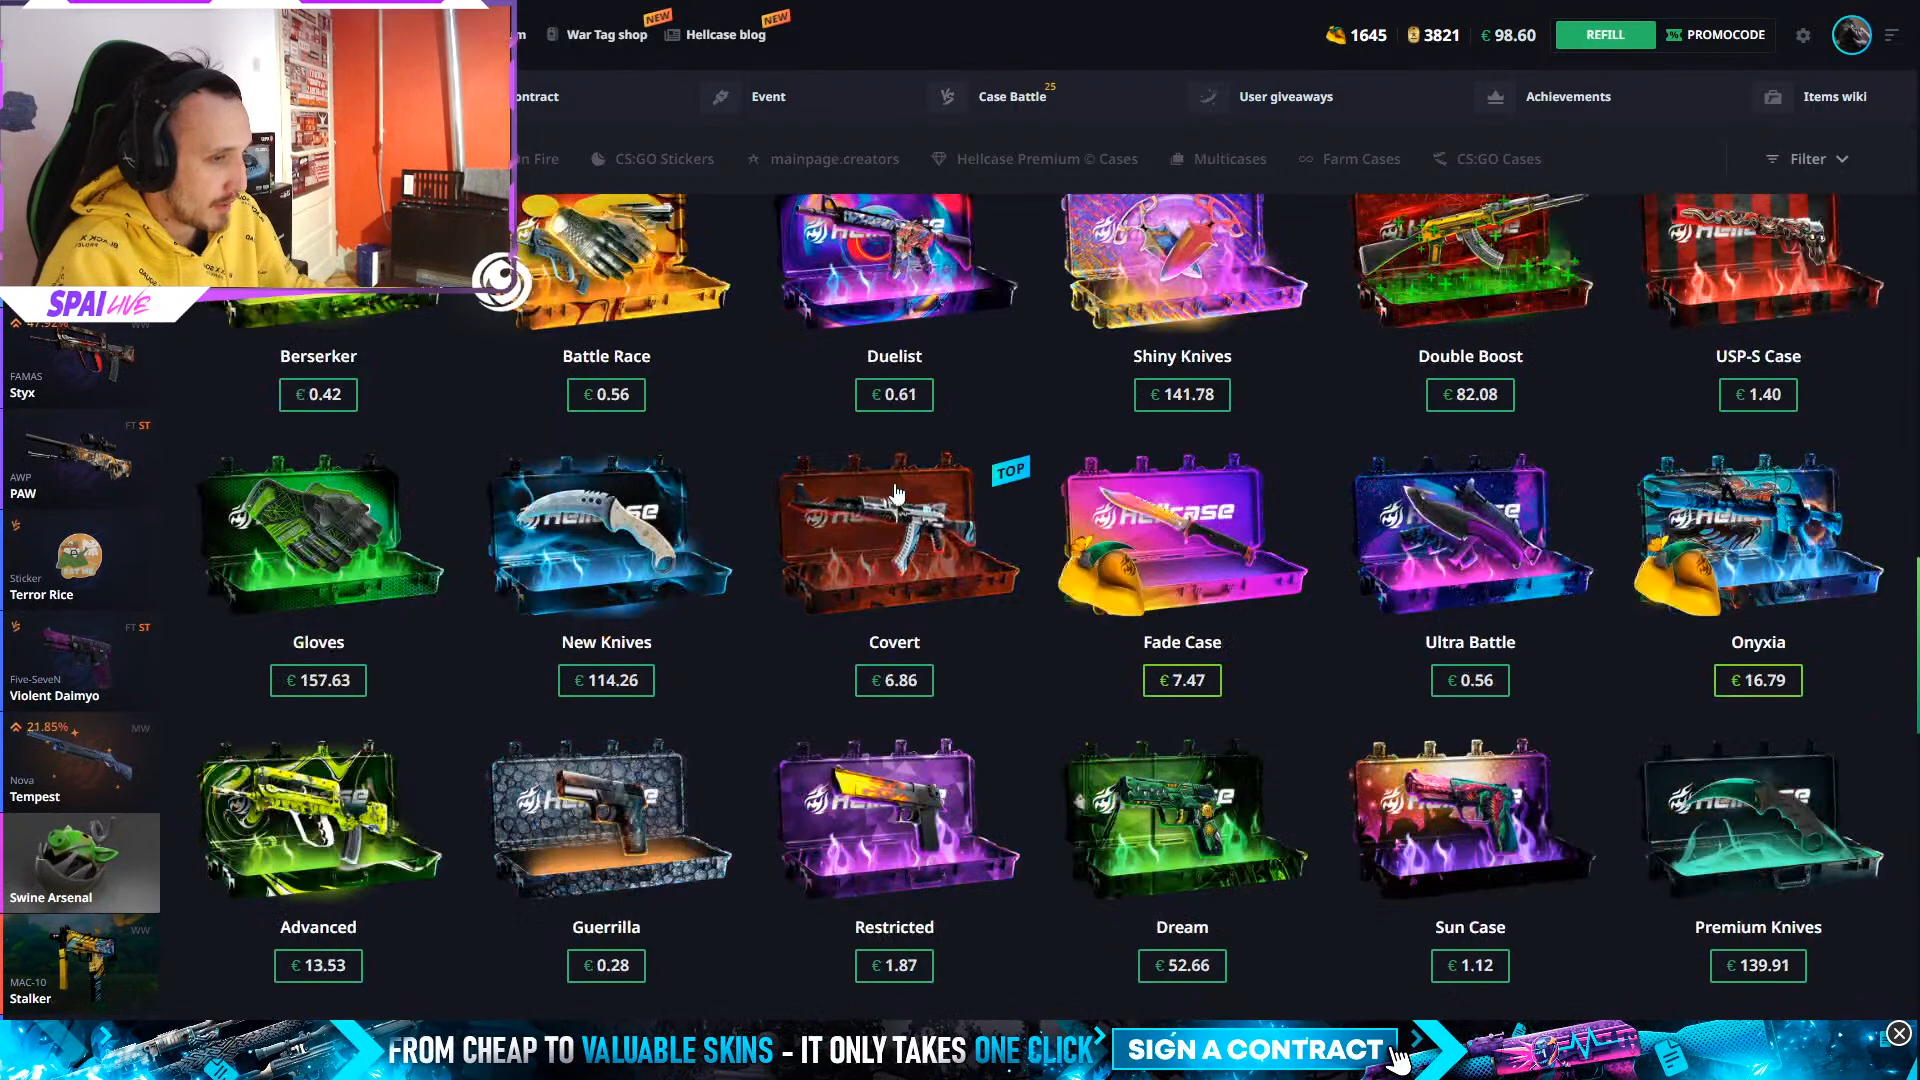 m
War Tag shop
NEW
Hellcase blog
NEW
1645
3821
€ 98.60
REFILL
PROMOCODE
ontract
Event
Case Battle
25
User giveaways
Achievements
Items wiki
n Fire
CS:GO Stickers
mainpage.creators
Hellcase Premium © Cases
Multicases
Farm Cases
CS:GO Cases
Filter
SPAI LIVE
47.92%
WW
FAMAS
Styx
FT ST
AWP
PAW
Sticker
Terror Rice
FT ST
Five-SeveN
Violent Daimyo
21.85%
MW
Nova
Tempest
Swine Arsenal
WW
MAC-10
Stalker
Berserker
Battle Race
Duelist
Shiny Knives
Double Boost
USP-S Case
€ 0.42
€ 0.56
€ 0.61
€ 141.78
€ 82.08
€ 1.40
TOP
Gloves
New Knives
Covert
Fade Case
Ultra Battle
Onyxia
€ 157.63
€ 114.26
€ 6.86
€ 7.47
€ 0.56
€ 16.79
Advanced
Guerrilla
Restricted
Dream
Sun Case
Premium Knives
€ 13.53
€ 0.28
€ 1.87
€ 52.66
€ 1.12
€ 139.91
FROM CHEAP TO VALUABLE SKINS - IT ONLY TAKES ONE CLICK
SIGN A CONTRACT